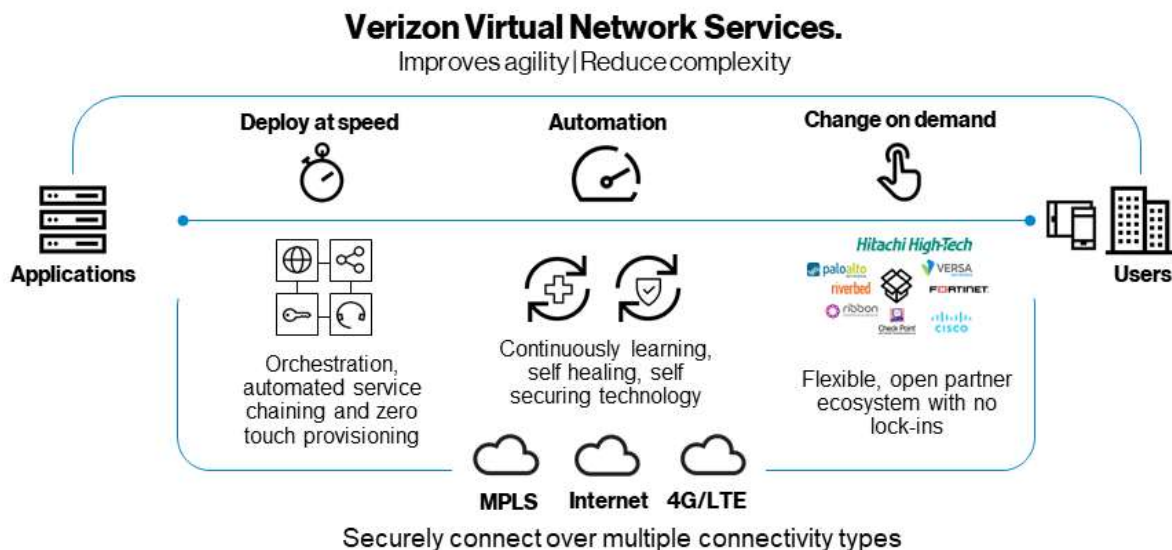 Verizon Virtual Network Services.
Improves agility | Reduce complexity
Deploy at speed
Automation
Change on demand
Applications
Users
Hitachi High-Tech
paloalto
VERSA
riverbed
FORTINET
ribbon
Check Point
CISCO
Orchestration,
automated service
chaining and zero
touch provisioning
Continuously learning,
self healing, self
securing technology
Flexible, open partner
ecosystem with no
lock-ins
MPLS
Internet
4G/LTE
Securely connect over multiple connectivity types